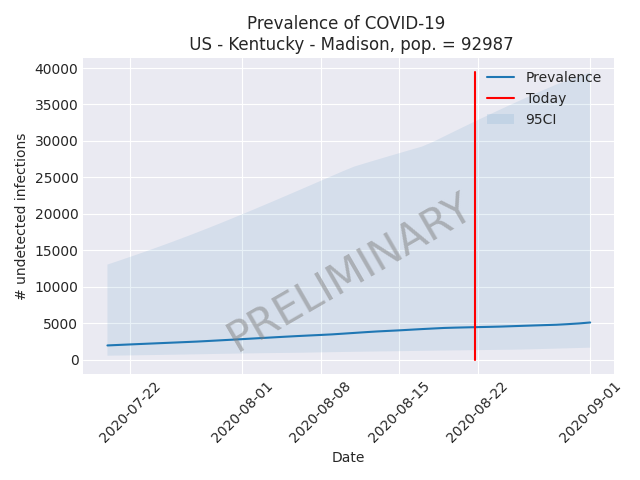 Prevalence of COVID-19
US - Kentucky - Madison, pop. = 92987
40000
35000
30000
25000
20000
15000
10000
5000
0
# undetected infections
Prevalence
Today
95CI
PRELIMINARY
2020-07-22
2020-08-01
2020-08-08
2020-08-15
2020-08-22
2020-09-01
Date